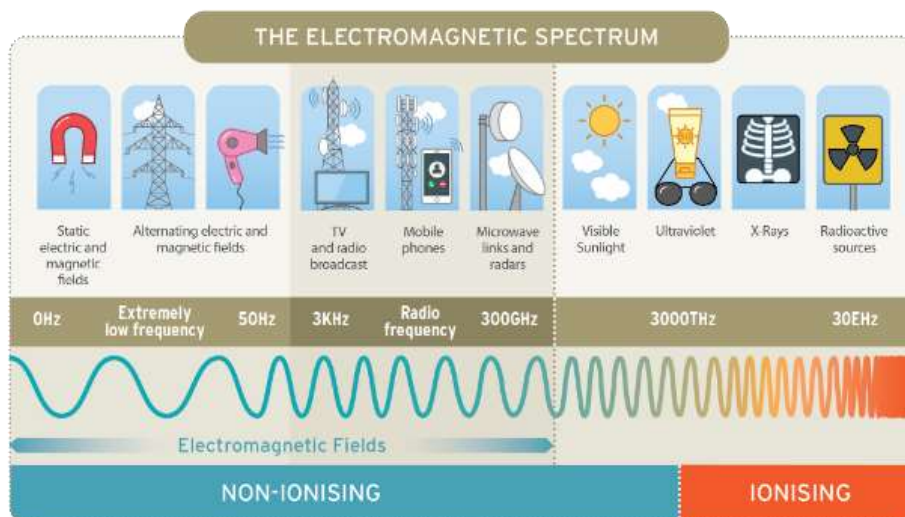 THE ELECTROMAGNETIC SPECTRUM
Static
electric and
magnetic
fields
Alternating electric and
magnetic fields
TV
and radio
broadcast
Mobile
phones
Microwave
links and
radars
Visible
Sunlight
Ultraviolet
X-Rays
Radioactive
sources
0Hz
Extremely
low frequency
50Hz
3KHz
Radio
frequency
300GHz
3000THz
30EHz
Electromagnetic Fields
NON-IONISING
IONISING